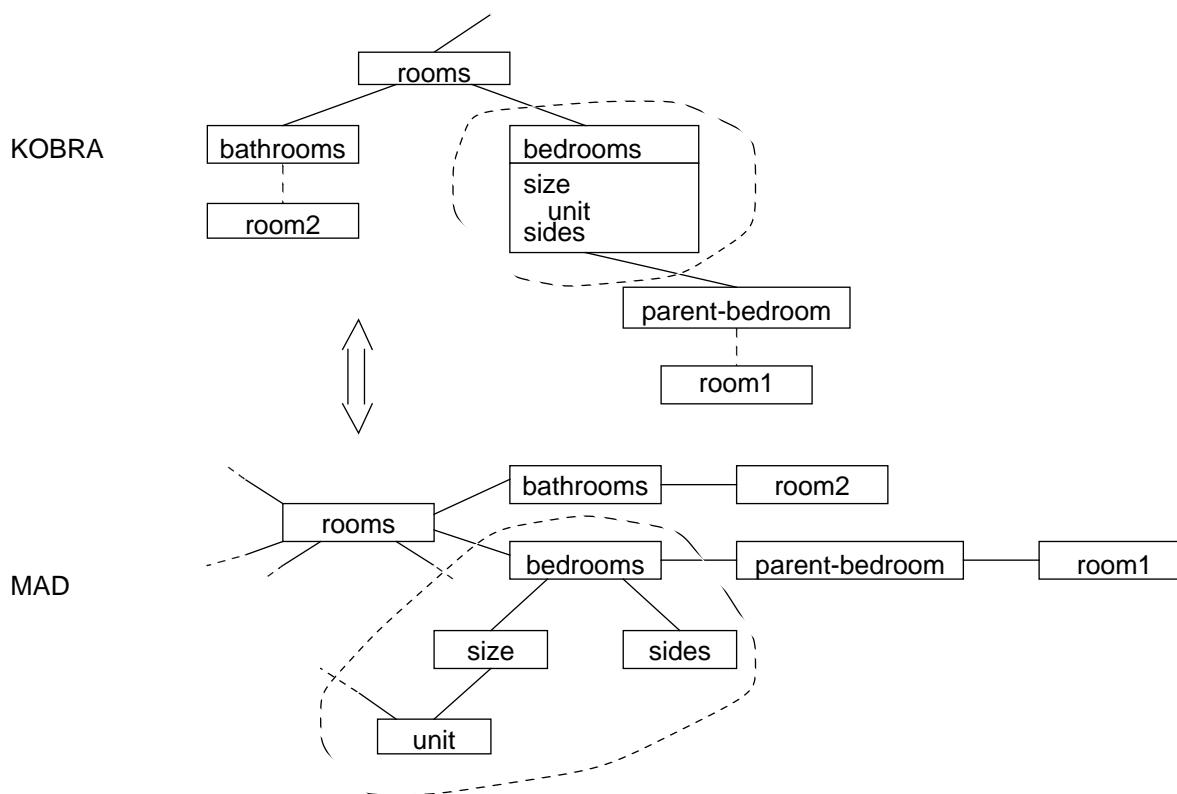 rooms
KOBRA
bathrooms
bedrooms
size
unit
sides
room2
parent-bedroom
room1
bathrooms
room2
rooms
bedrooms
parent-bedroom
room1
MAD
size
sides
unit